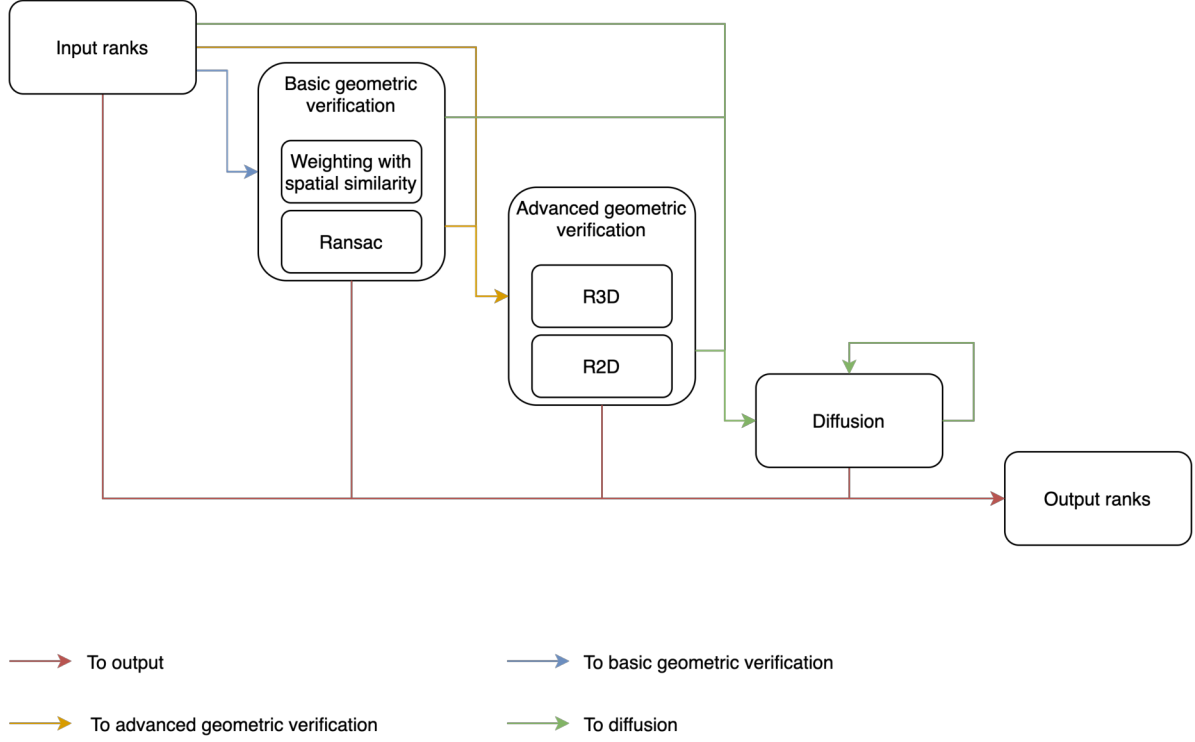 Input ranks
Basic geometric
verification
Weighting with
spatial similarity
Ransac
Advanced geometric
verification
R3D
R2D
Diffusion
Output ranks
To output
To basic geometric verification
To advanced geometric verification
To diffusion